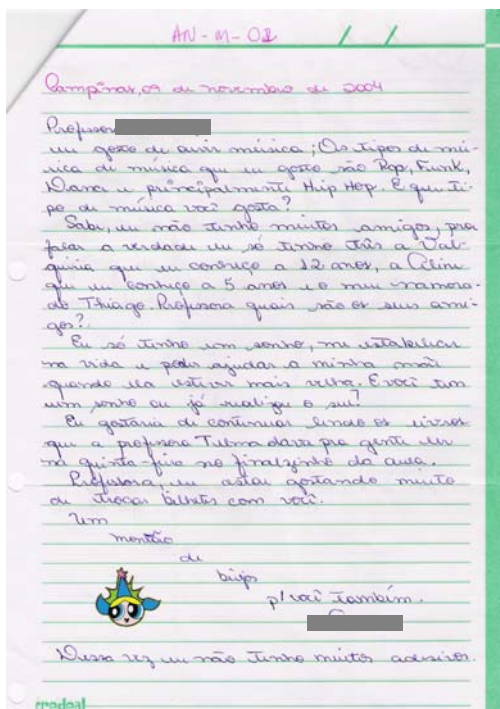 AN-M-01
Campinas, 09 de novembro de 2004
Professora
eu gosto de ouvir música; Os tipos de mú-
sica de música que eu gosto são Pop, Funk,
Dance e principalmente Hip Hop. E que ti-
po de música você gosta?
Sabe, eu não tenho muitos amigos, pra
falar a verdade eu só tenho três a Val-
quiria que eu conheço a 12 anos, a Celine
que eu conheço a 5 anos e o meu namora-
do Thiago. Professora quais são os seus ami-
gos?
Eu só tenho um sonho, me estabelicer
na vida e poder ajudar a minha mãe
quando ela estiver mais velha. E você tem
um sonho ou já realizou o seu?
Eu gostaria de continuar lendo os livros
que a professora Telma dava pra gente ler
na quinta-feira no finalzinho da aula.
Professora, eu estou gostando muito
de trocar bilhetes com você.
Um
montão
de
beijos
p/ você também.
Dessa vez eu não tenho muitos adesivos.